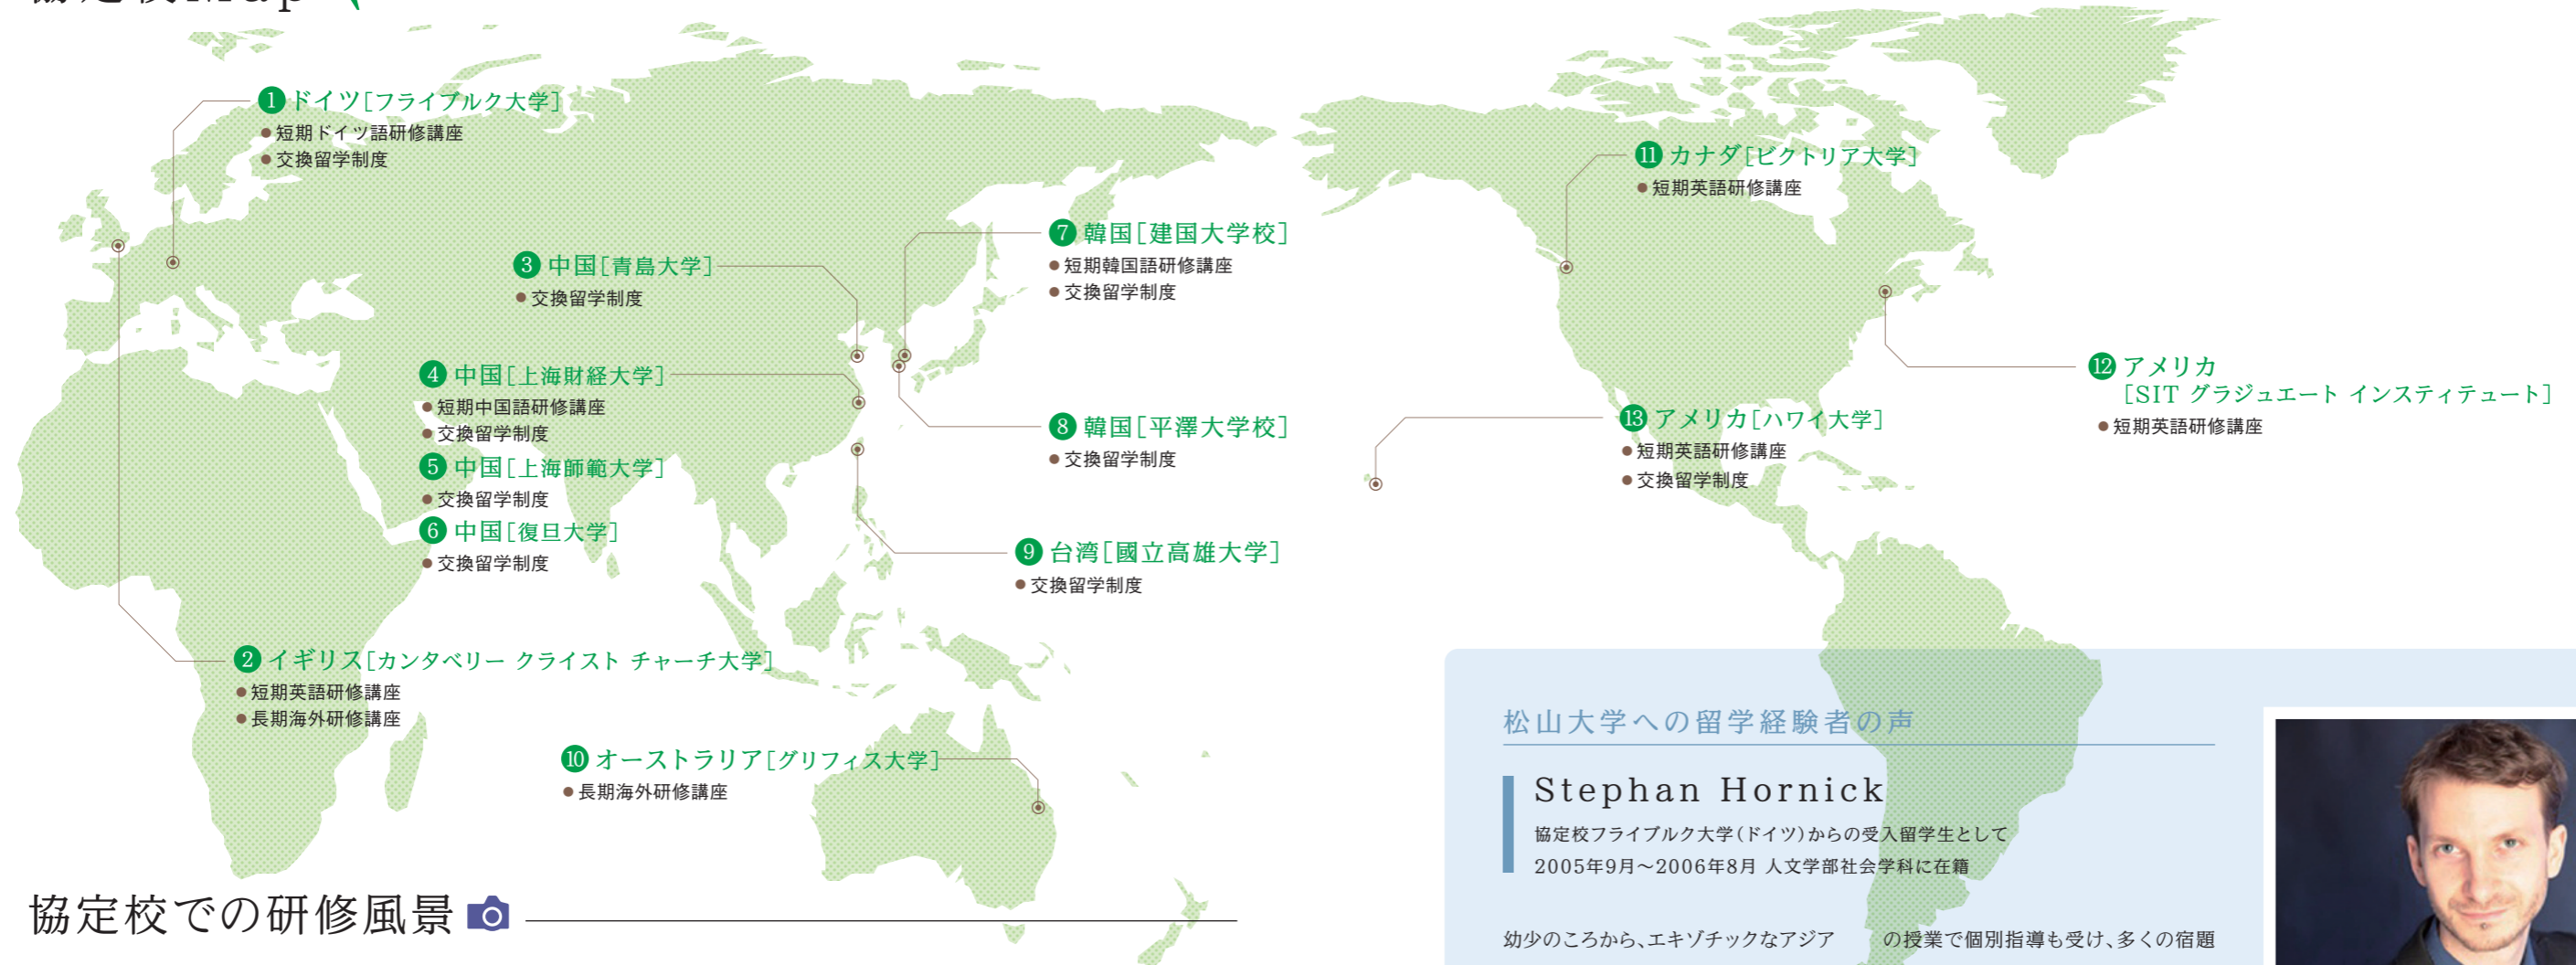 協定校Map
1 ドイツ[フライブルク大学]
● 短期ドイツ語研修講座
● 交換留学制度
2 イギリス[カンタベリー クライスト チャーチ大学]
● 短期英語研修講座
● 長期海外研修講座
3 中国[青島大学]
● 交換留学制度
4 中国[上海財経大学]
● 短期中国語研修講座
● 交換留学制度
5 中国[上海師範大学]
● 交換留学制度
6 中国[復旦大学]
● 交換留学制度
7 韓国[建国大学校]
● 短期韓国語研修講座
● 交換留学制度
8 韓国[平澤大学校]
● 交換留学制度
9 台湾[國立高雄大学]
● 交換留学制度
10 オーストラリア[グリフィス大学]
● 長期海外研修講座
11 カナダ[ビクトリア大学]
● 短期英語研修講座
12 アメリカ
[SIT グラジュエート インスティテュート]
● 短期英語研修講座
13 アメリカ[ハワイ大学]
● 短期英語研修講座
● 交換留学制度
協定校での研修風景
松山大学への留学経験者の声
Stephan Hornick
協定校フライブルク大学(ドイツ)からの受入留学生として
2005年9月～2006年8月 人文学部社会学科に在籍
幼少のころから、エキゾチックなアジア
の授業で個別指導も受け、多くの宿題